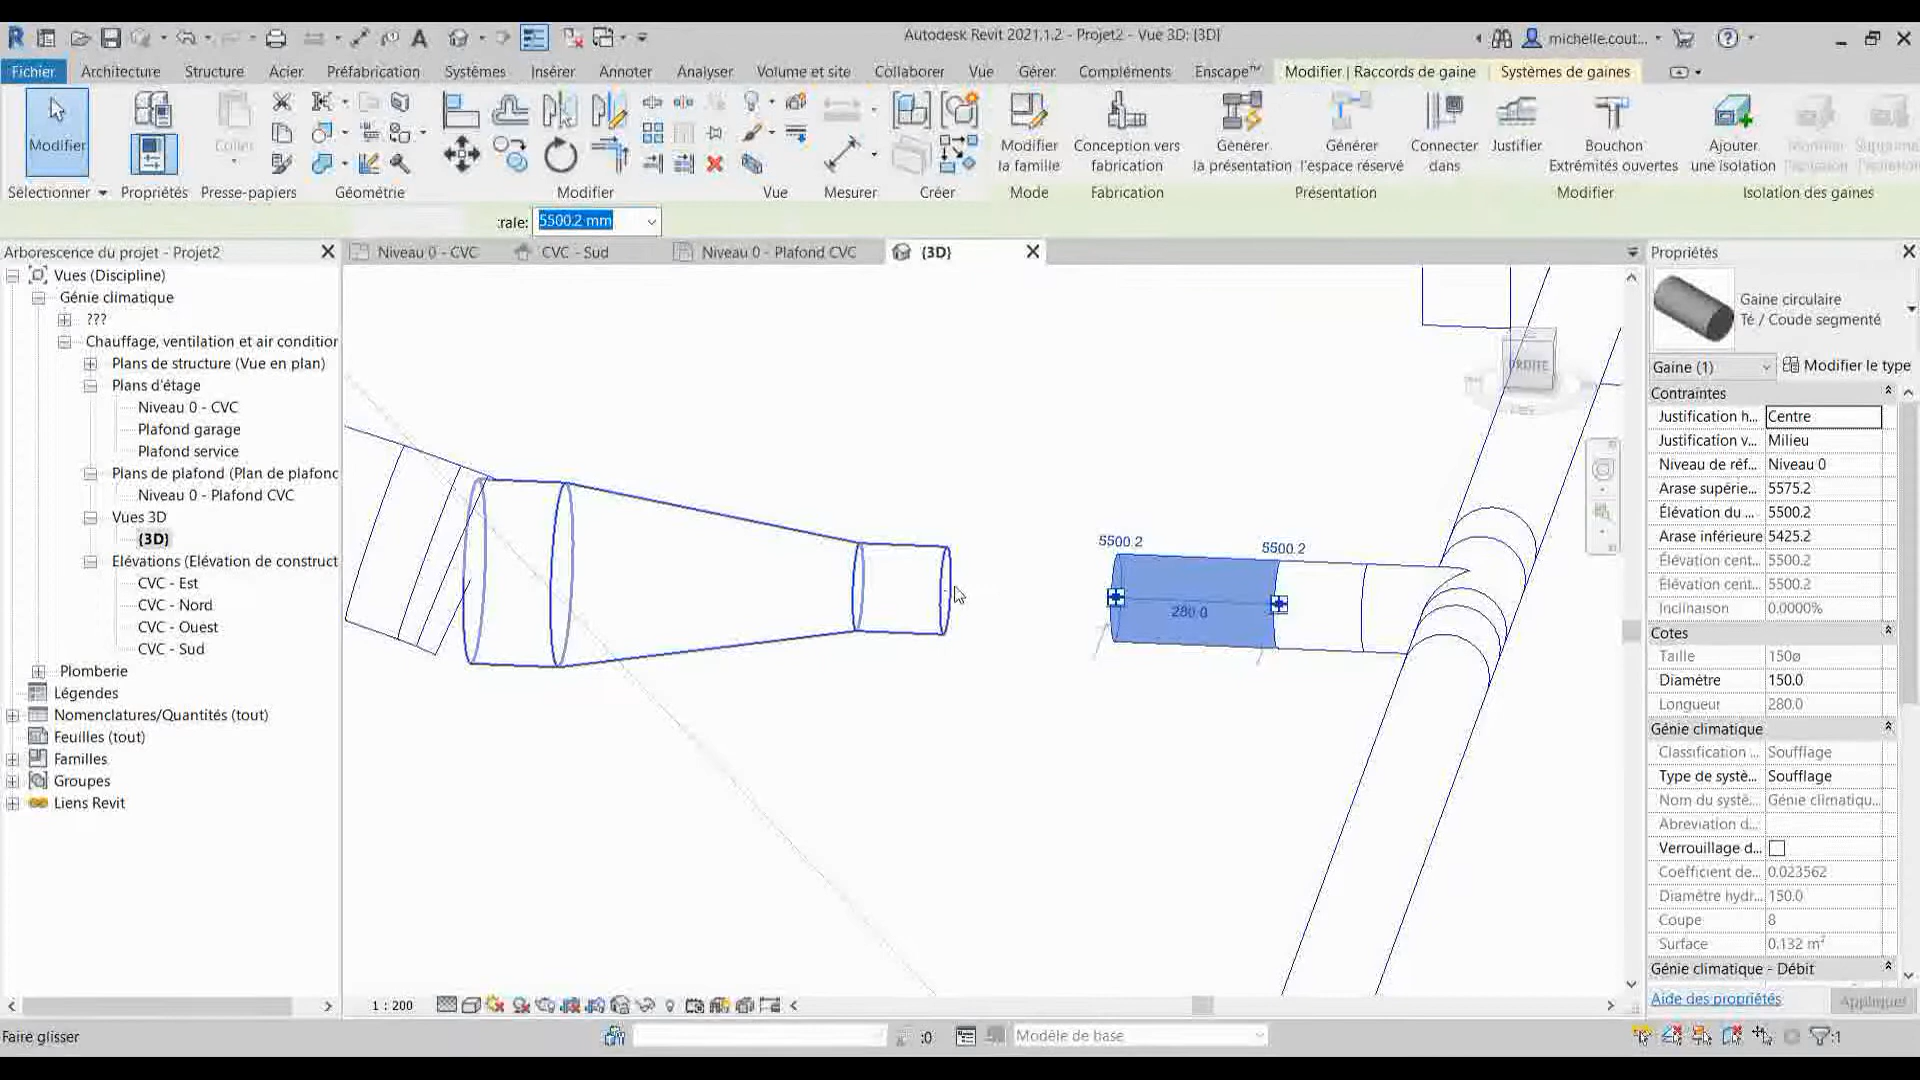 Autodesk Revit 2021.1.2 - Projet2 - Vue 3D: {3D}
michelle.cout...
Fichier
Architecture
Structure
Acier
Préfabrication
Systèmes
Insérer
Annoter
Analyser
Volume et site
Collaborer
Vue
Gérer
Compléments
Enscape™
Modifier | Raccords de gaine
Systèmes de gaines
Modifier
Coller
Modifier
la famille
Conception vers
fabrication
Générer
la présentation
Générer
l'espace réservé
Connecter
dans
Justifier
Bouchon
Extrémités ouvertes
Ajouter
une isolation
Sélectionner
Propriétés
Presse-papiers
Géométrie
Modifier
Vue
Mesurer
Créer
Mode
Fabrication
Présentation
Modifier
Isolation des gaines
rale:
5500.2 mm
Arborescence du projet - Projet2
Niveau 0 - CVC
CVC - Sud
Niveau 0 - Plafond CVC
{3D}
Vues (Discipline)
Génie climatique
???
Chauffage, ventilation et air condition
Plans de structure (Vue en plan)
Plans d'étage
Niveau 0 - CVC
Plafond garage
Plafond service
Plans de plafond (Plan de plafond
Niveau 0 - Plafond CVC
Vues 3D
{3D}
Elévations (Elévation de construct
CVC - Est
CVC - Nord
CVC - Ouest
CVC - Sud
Plomberie
Légendes
Nomenclatures/Quantités (tout)
Feuilles (tout)
Familles
Groupes
Liens Revit
DROITE
5500.2
5500.2
280.0
Propriétés
Gaine circulaire
Té / Coude segmenté
Gaine (1)
Modifier le type
Contraintes
Justification h... Centre
Justification v... Milieu
Niveau de réf... Niveau 0
Arase supérie... 5575.2
Élévation du ... 5500.2
Arase inférieure 5425.2
Élévation cent... 5500.2
Élévation cent... 5500.2
Inclinaison 0.0000%
Cotes
Taille 150ø
Diamètre 150.0
Longueur 280.0
Génie climatique
Classification ... Soufflage
Type de systè... Soufflage
Nom du systè... Génie climatiqu...
Abréviation d...
Verrouillage d...
Coefficient de... 0.023562
Diamètre hydr... 150.0
Coupe 8
Surface 0.132 m²
Génie climatique - Débit
Aide des propriétés
Appliquer
1 : 200
Faire glisser
:0
Modèle de base
:1